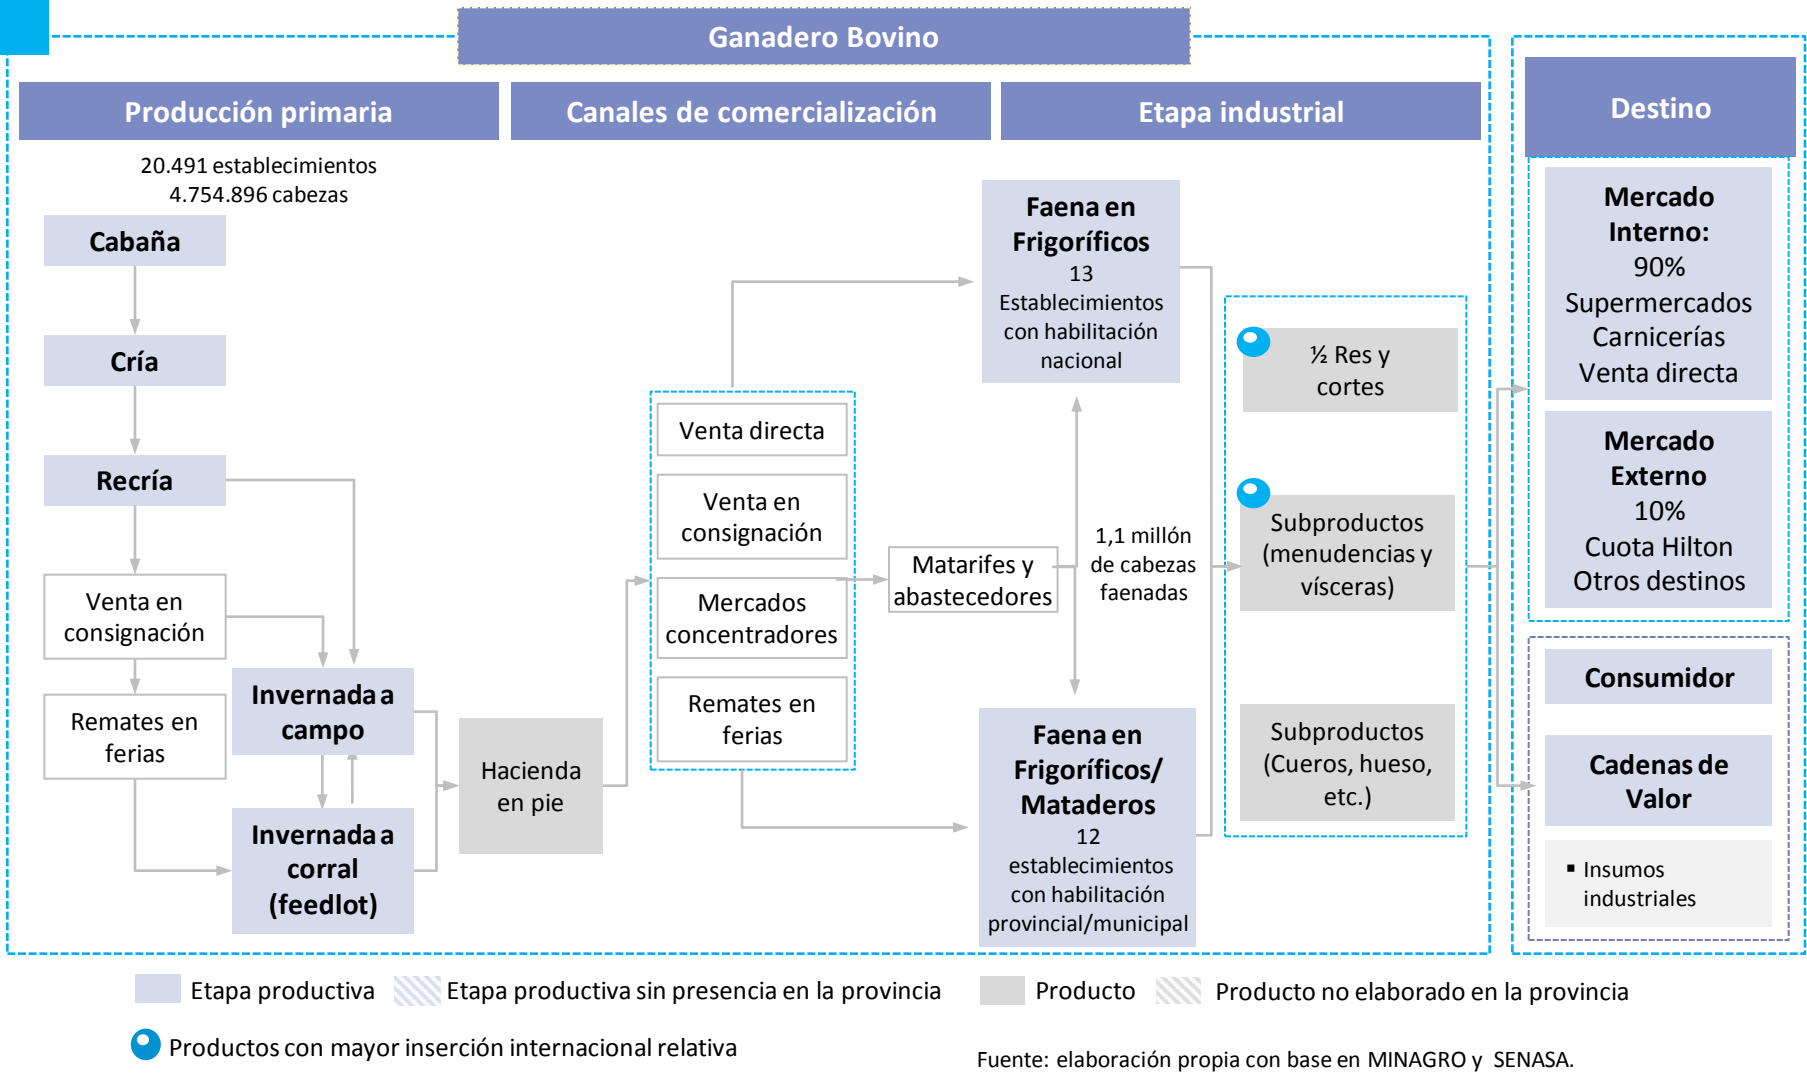 Ganadero Bovino
Producción primaria
Canales de comercialización
Etapa industrial
Destino
20.491 establecimientos
4.754.896 cabezas
Cabaña
Cría
Recría
Venta en
consignación
Remates en
ferias
Invernada a
campo
Invernada a
corral
(feedlot)
Hacienda
en pie
Venta directa
Venta en
consignación
Mercados
concentradores
Remates en
ferias
Matarifes y
abastecedores
Faena en
Frigoríficos
13
Establecimientos
con habilitación
nacional
1,1 millón
de cabezas
faenadas
Faena en
Frigoríficos/
Mataderos
12
establecimientos
con habilitación
provincial/municipal
½ Res y
cortes
Subproductos
(menudencias y
vísceras)
Subproductos
(Cueros, hueso,
etc.)
Mercado
Interno:
90%
Supermercados
Carnicerías
Venta directa
Mercado
Externo
10%
Cuota Hilton
Otros destinos
Consumidor
Cadenas de
Valor
▪ Insumos
industriales
Etapa productiva
Etapa productiva sin presencia en la provincia
Producto
Producto no elaborado en la provincia
Productos con mayor inserción internacional relativa
Fuente: elaboración propia con base en MINAGRO y SENASA.